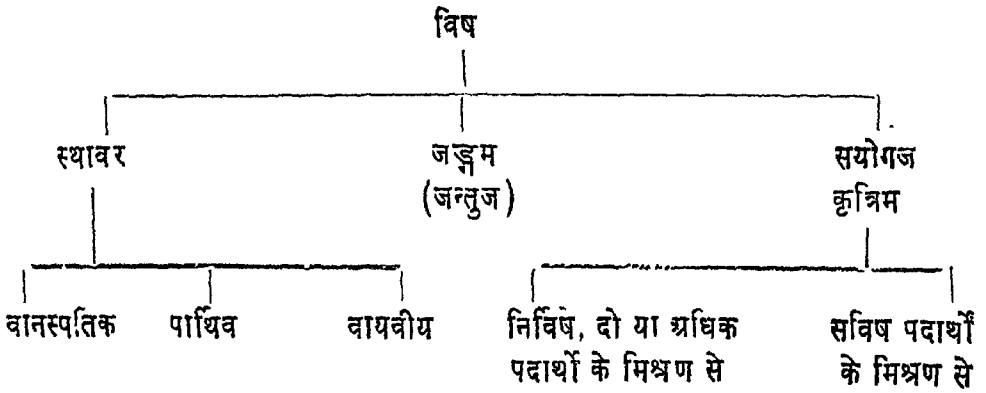 विष
स्थावर जङ्गम सयोगज
(जन्तुज) कृत्रिम
वानस्पतिक पार्थिव वायवीय निर्विष, दो या अधिक सविष पदार्थों
पदार्थो के मिश्रण से के मिश्रण से